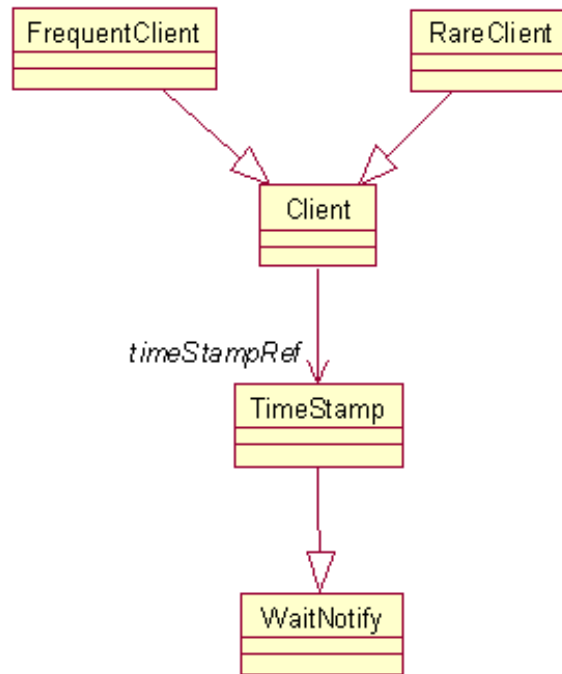 FrequentClient
RareClient
Client
timeStampRef
TimeStamp
WaitNotify